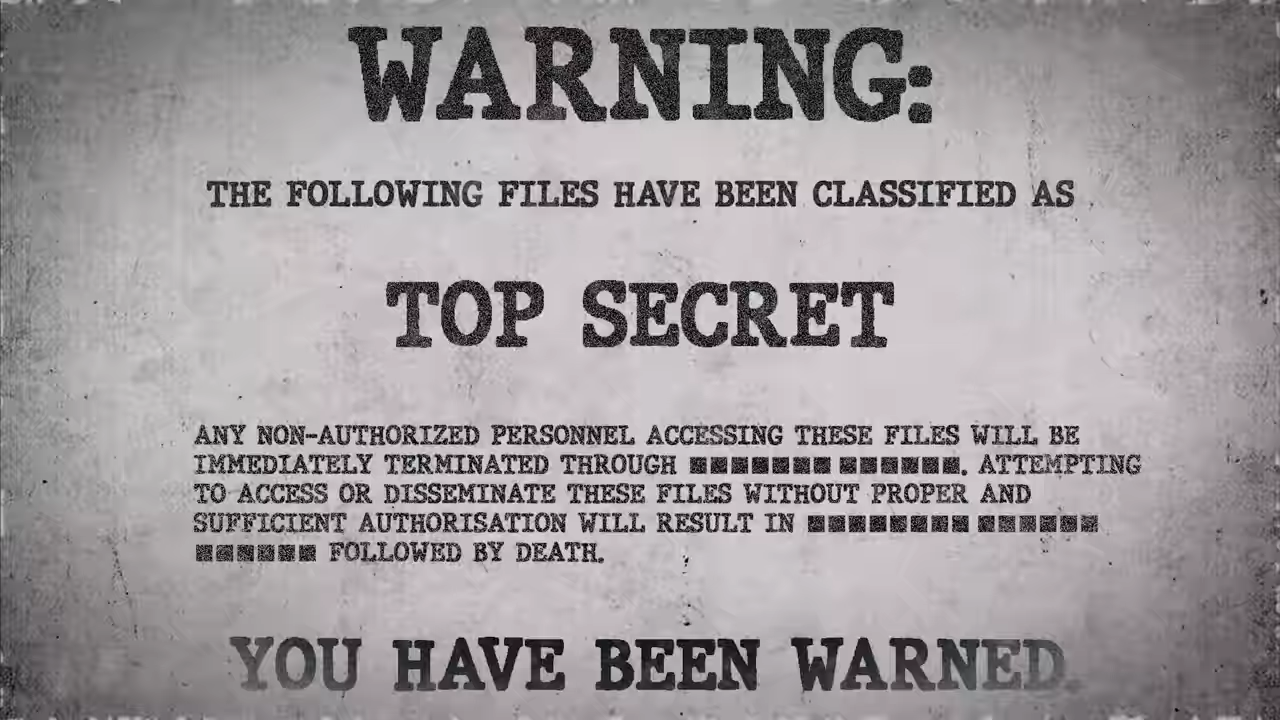 WARNING:
THE FOLLOWING FILES HAVE BEEN CLASSIFIED AS
TOP SECRET
ANY NON-AUTHORIZED PERSONNEL ACCESSING THESE FILES WILL BE
IMMEDIATELY TERMINATED THROUGH ■■■■■■■ ■■■■■■. ATTEMPTING
TO ACCESS OR DISSEMINATE THESE FILES WITHOUT PROPER AND
SUFFICIENT AUTHORISATION WILL RESULT IN ■■■■■■■■ ■■■■■■
■■■■■■ FOLLOWED BY DEATH.
YOU HAVE BEEN WARNED.